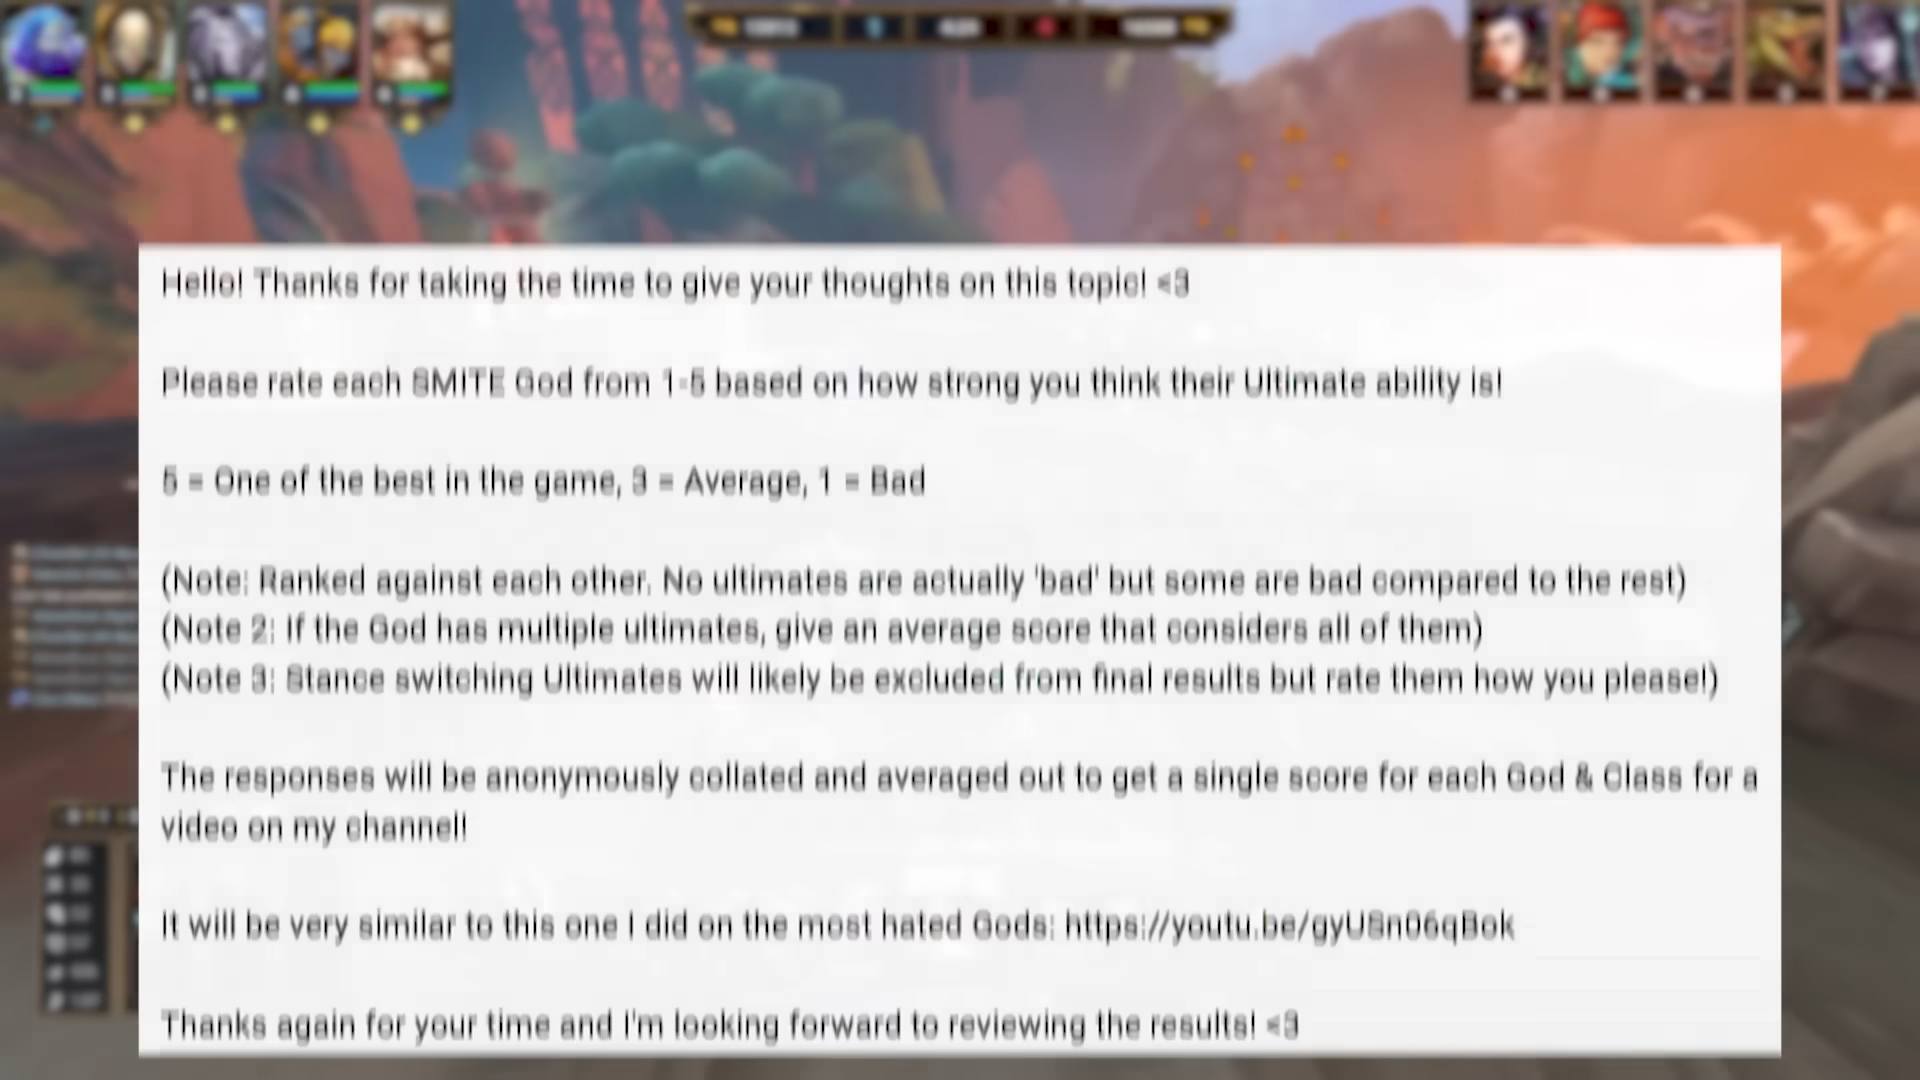 Hello! Thanks for taking the time to give your thoughts on this topic! <3
Please rate each SMITE God from 1-5 based on how strong you think their Ultimate ability is!
5 = One of the best in the game, 3 = Average, 1 = Bad
(Note: Ranked against each other. No ultimates are actually 'bad' but some are bad compared to the rest)
(Note 2: If the God has multiple ultimates, give an average score that considers all of them)
(Note 3: Stance switching Ultimates will likely be excluded from final results but rate them how you please!)
The responses will be anonymously collated and averaged out to get a single score for each God & Class for a
video on my channel!
It will be very similar to this one I did on the most hated Gods:
Thanks again for your time and I'm looking forward to reviewing the results! <3